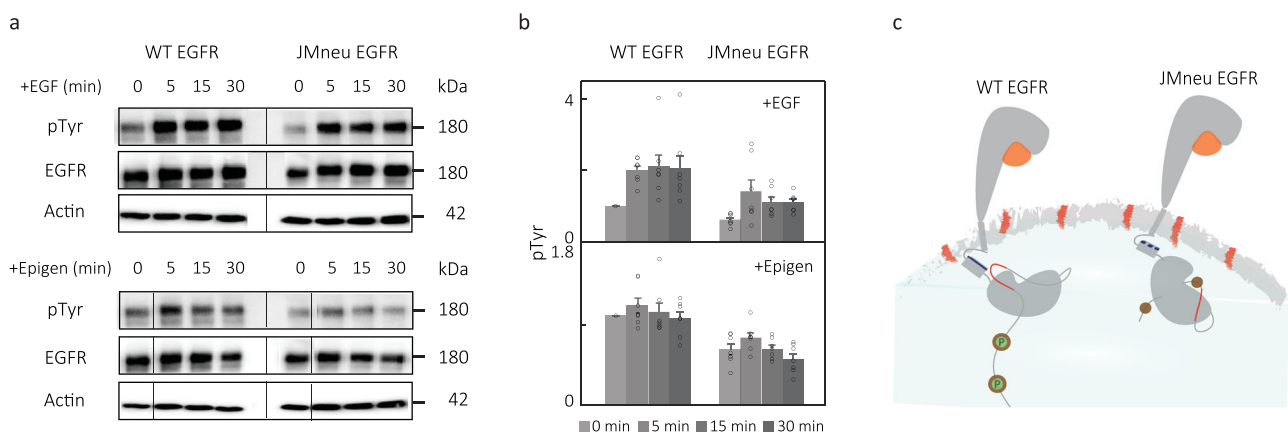 a
WT EGFR JMneu EGFR
+EGF (min) 0 5 15 30 0 5 15 30 kDa
pTyr 180
EGFR 180
Actin 42
+Epigen (min) 0 5 15 30 0 5 15 30 kDa
pTyr 180
EGFR 180
Actin 42
b
WT EGFR JMneu EGFR
4
+EGF
0
1.8
+Epigen
0
pTyr
0 min 5 min 15 min 30 min
c
WT EGFR
JMneu EGFR
P
P